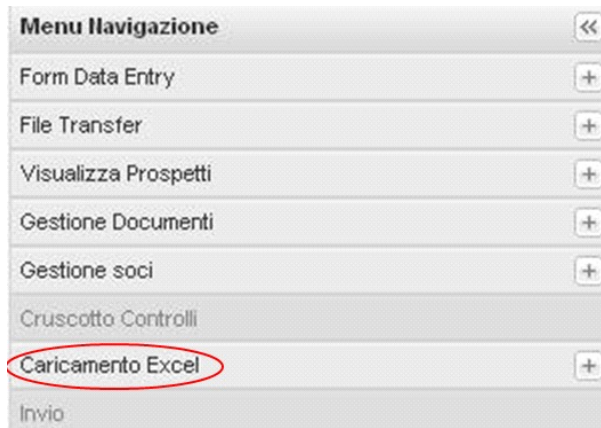 Menu Navigazione
Form Data Entry
File Transfer
Visualizza Prospetti
Gestione Documenti
Gestione soci
Cruscotto Controlli
Caricamento Excel
Invio